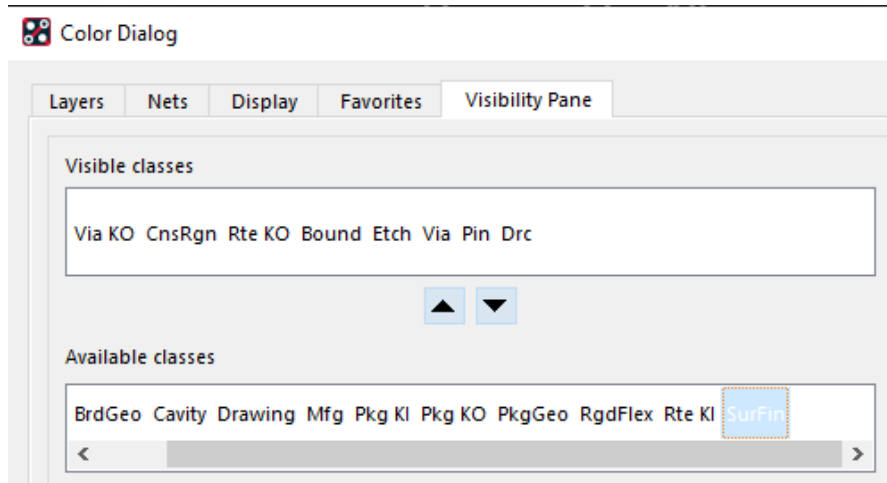 Color Dialog
Layers Nets Display Favorites Visibility Pane
Visible classes
Via KO CnsRgn Rte KO Bound Etch Via Pin Drc
Available classes
BrdGeo Cavity Drawing Mfg Pkg KI Pkg KO PkgGeo RgdFlex Rte KI SurFin